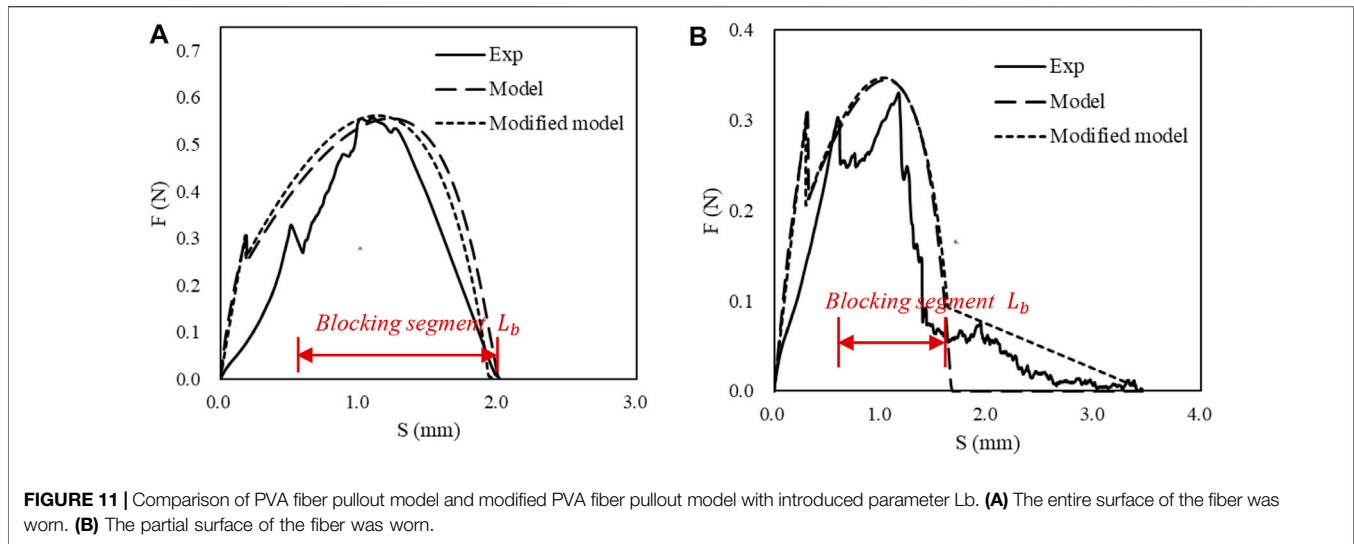 A
0.7
0.6
0.5
0.4
0.3
0.2
0.1
0.0
F (N)
0.0 1.0 2.0 3.0
S (mm)
Exp
Model
Modified model
Blocking segment Lb
B
0.4
0.3
0.2
0.1
0.0
F (N)
0.0 1.0 2.0 3.0 4.0
S (mm)
Exp
Model
Modified model
Blocking segment Lb
FIGURE 11 | Comparison of PVA fiber pullout model and modified PVA fiber pullout model with introduced parameter Lb. (A) The entire surface of the fiber was
worn. (B) The partial surface of the fiber was worn.